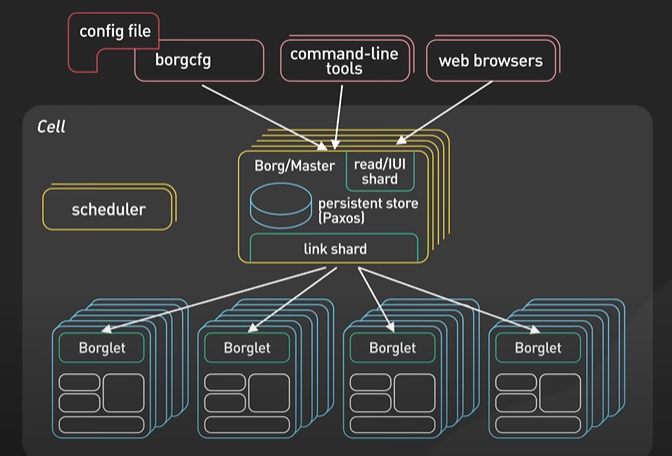 config file
borgcfg
command-line
tools
web browsers
Cell
Borg/Master
read/IUI
shard
scheduler
persistent store
(Paxos)
link shard
Borglet
Borglet
Borglet
Borglet